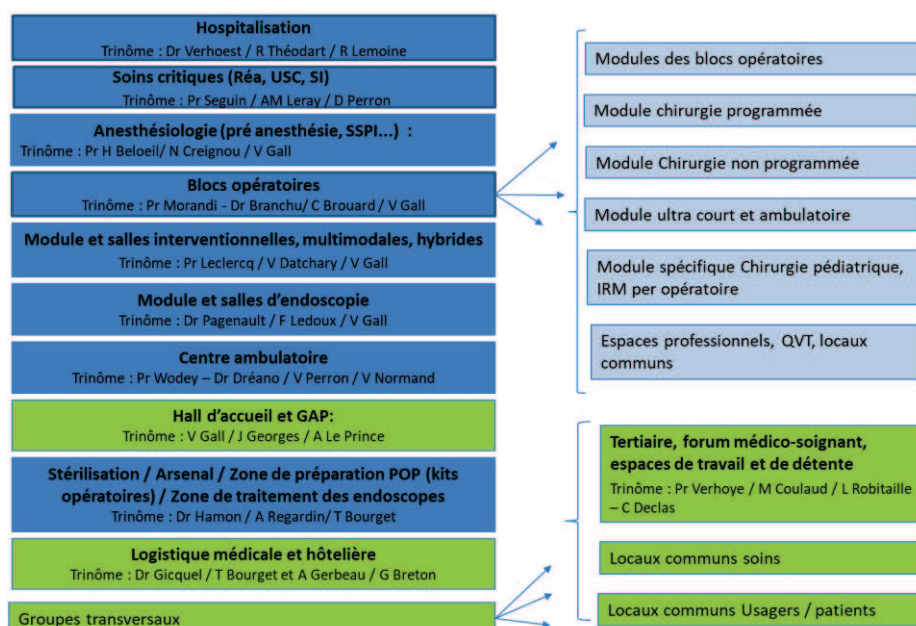 Hospitalisation
Trinôme : Dr Verhoest / R Théodart / R Lemoine
Soins critiques (Réa, USC, SI)
Trinôme : Pr Seguin / AM Leray / D Perron
Anesthésiologie (pré anesthésie, SSPI...) :
Trinôme : Pr H Beloeil/ N Creignou / V Gall
Blocs opératoires
Trinôme : Pr Morandi - Dr Branchu/ C Brouard / V Gall
Module et salles interventionnelles, multimodales, hybrides
Trinôme : Pr Leclercq / V Datchary / V Gall
Module et salles d'endoscopie
Trinôme : Dr Pagenault / F Ledoux / V Gall
Centre ambulatoire
Trinôme : Pr Wodey – Dr Dréano / V Perron / V Normand
Hall d'accueil et GAP:
Trinôme : V Gall / J Georges / A Le Prince
Stérilisation / Arsenal / Zone de préparation POP (kits
opératoires) / Zone de traitement des endoscopes
Trinôme : Dr Hamon / A Regardin/ T Bourget
Logistique médicale et hôtelière
Trinôme : Dr Gicquel / T Bourget et A Gerbeau / G Breton
Groupes transversaux
Modules des blocs opératoires
Module chirurgie programmée
Module Chirurgie non programmée
Module ultra court et ambulatoire
Module spécifique Chirurgie pédiatrique,
IRM per opératoire
Espaces professionnels, QVT, locaux
communs
Tertiaire, forum médico-soignant,
espaces de travail et de détente
Trinôme : Pr Verhoye / M Coulaud / L Robitaille
– C Declas
Locaux communs soins
Locaux communs Usagers / patients